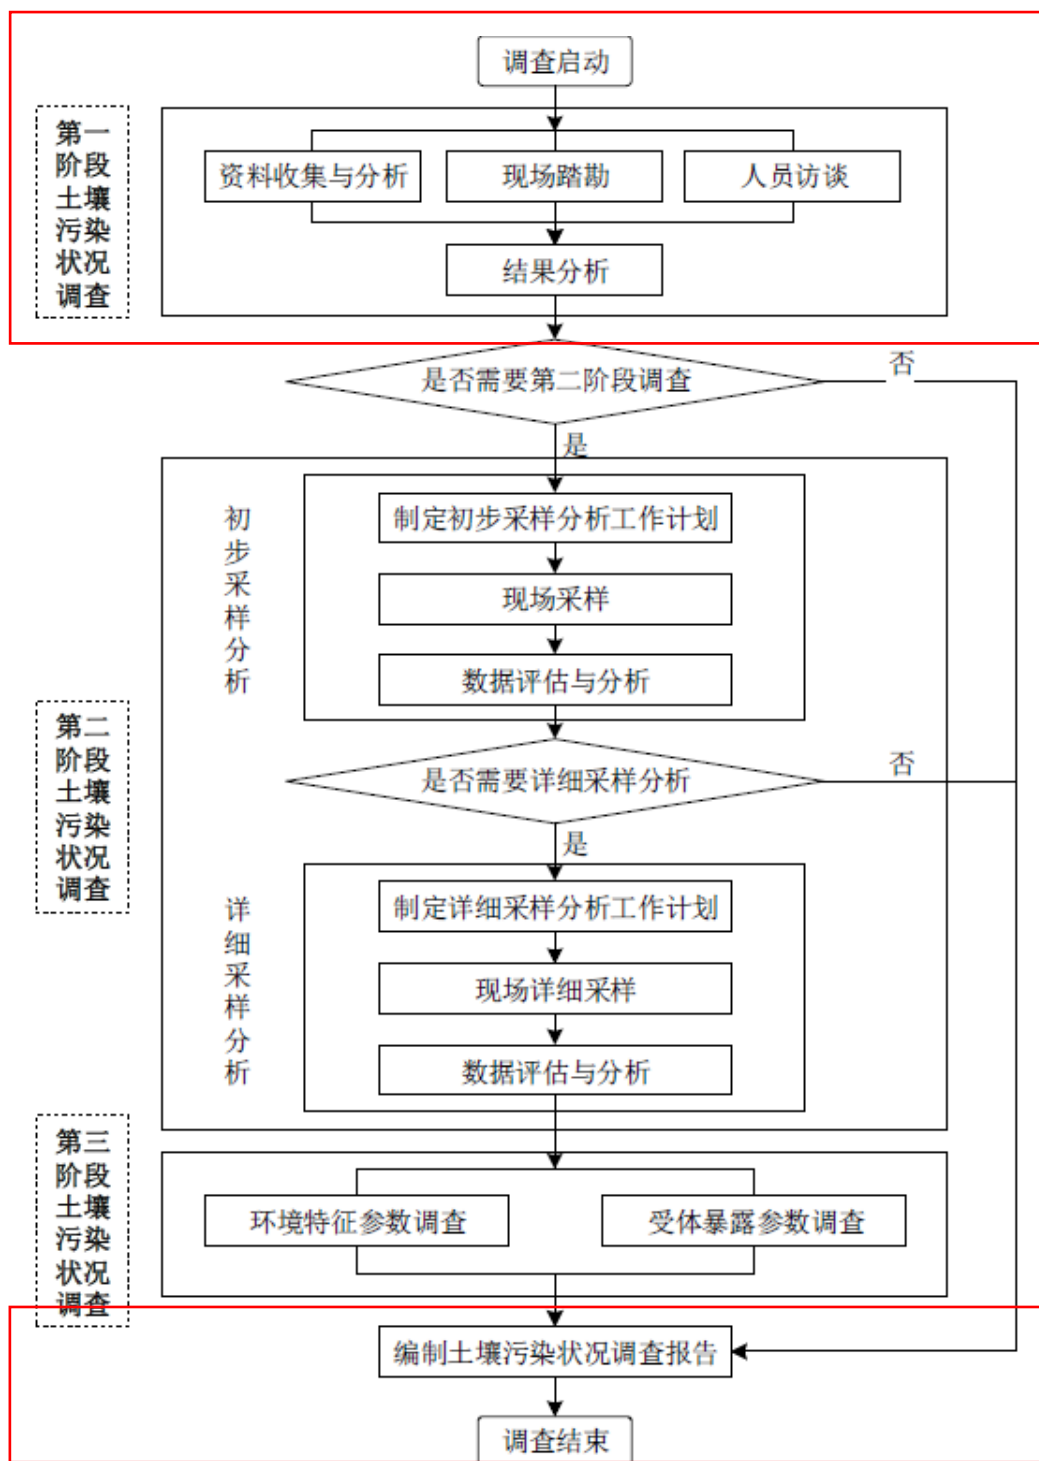 调查启动
第一
阶段
土壤
污染
状况
调查
资料收集与分析
现场踏勘
人员访谈
结果分析
是否需要第二阶段调查
否
是
初
步
采
样
分
析
制定初步采样分析工作计划
现场采样
数据评估与分析
第二
阶段
土壤
污染
状况
调查
是否需要详细采样分析
否
是
详
细
采
样
分
析
制定详细采样分析工作计划
现场详细采样
数据评估与分析
第三
阶段
土壤
污染
状况
调查
环境特征参数调查
受体暴露参数调查
编制土壤污染状况调查报告
调查结束